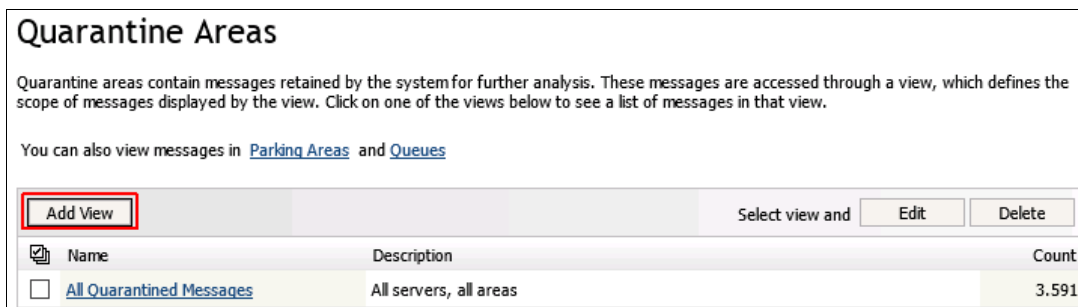 Quarantine Areas
Quarantine areas contain messages retained by the system for further analysis. These messages are accessed through a view, which defines the
scope of messages displayed by the view. Click on one of the views below to see a list of messages in that view.
You can also view messages in Parking Areas and Queues
Add View Select view and Edit Delete
Name Description Count
All Quarantined Messages All servers, all areas 3.591